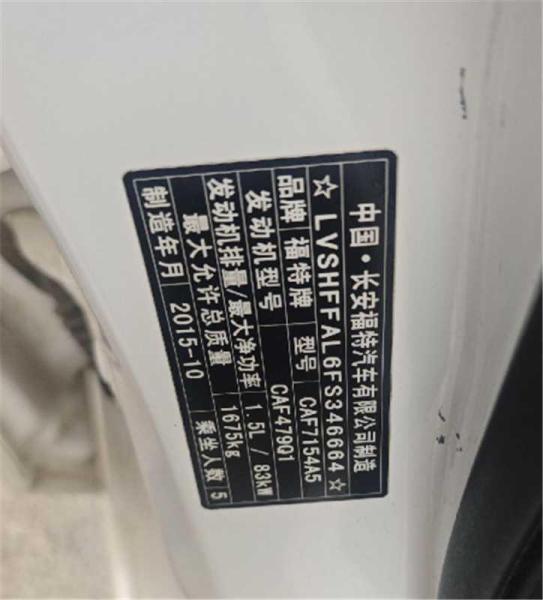 中国·长安福特汽车有限公司制造
☆LVSHFFAL6FS346664☆
品牌 福特牌 型号 CAF7154A5
发动机型号 CAF479Q1
发动机排量/最大净功率 1.5L / 83kW
最大允许总质量 1675kg
制造年月 2015-10 乘坐人数 5